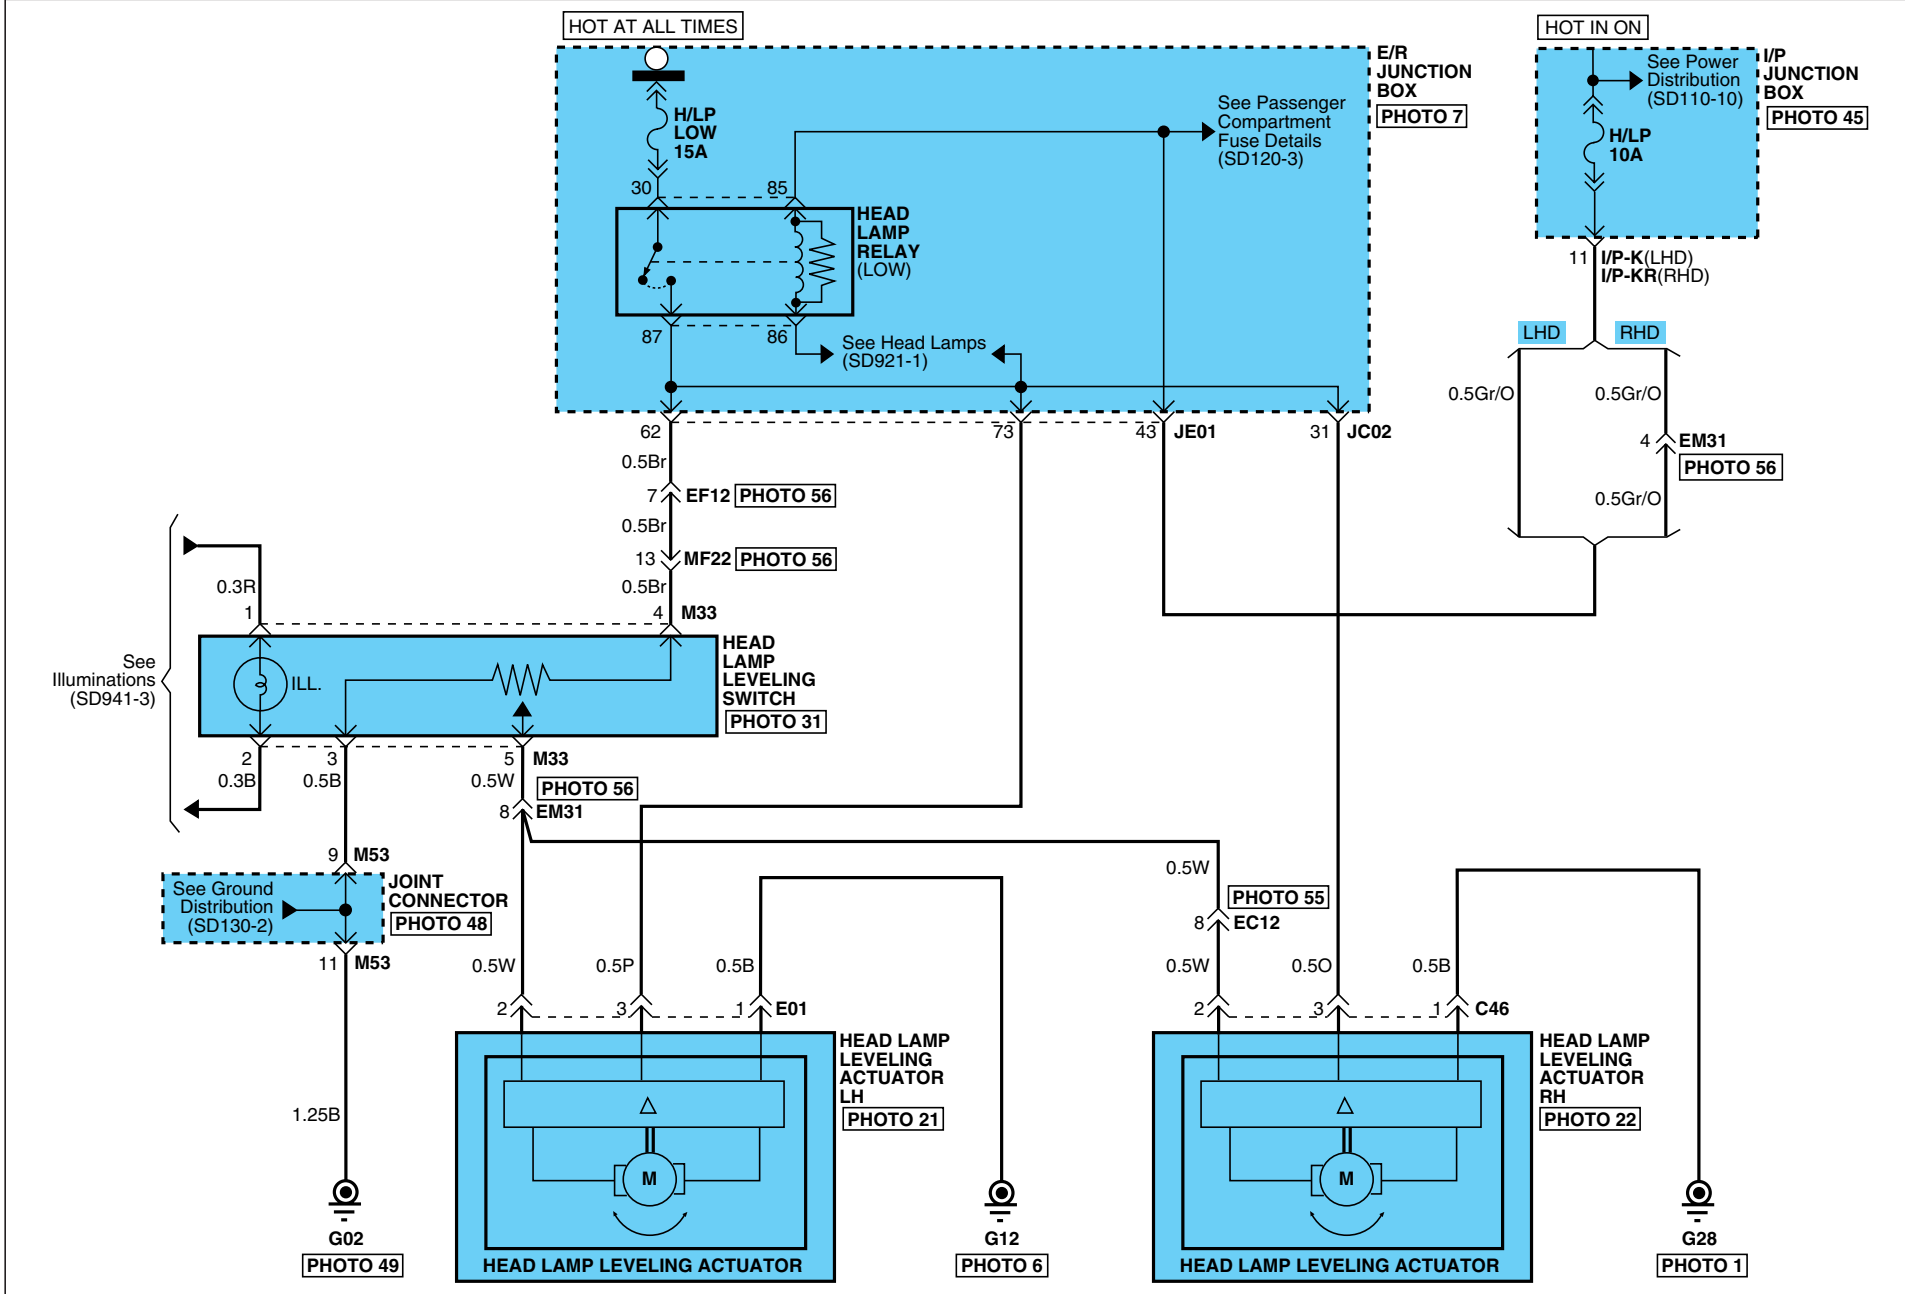 HOT AT ALL TIMES
HOT IN ON
E/R
JUNCTION
BOX
PHOTO 7
I/P
JUNCTION
BOX
PHOTO 45
See Power
Distribution
(SD110-10)
H/LP
10A
H/LP
LOW
15A
See Passenger
Compartment
Fuse Details
(SD120-3)
30
85
HEAD
LAMP
RELAY
(LOW)
87
86
See Head Lamps
(SD921-1)
11
I/P-K(LHD)
I/P-KR(RHD)
LHD
RHD
0.5Gr/O
0.5Gr/O
4
EM31
PHOTO 56
0.5Gr/O
62
73
43
JE01
31
JC02
0.5Br
7
EF12
PHOTO 56
0.5Br
13
MF22
PHOTO 56
0.5Br
4
M33
0.3R
1
See
Illuminations
(SD941-3)
ILL.
HEAD
LAMP
LEVELING
SWITCH
PHOTO 31
2
3
5
M33
0.3B
0.5B
0.5W
PHOTO 56
8
EM31
9
M53
See Ground
Distribution
(SD130-2)
JOINT
CONNECTOR
PHOTO 48
11
M53
0.5W
PHOTO 55
8
EC12
0.5W
0.5P
0.5B
0.5W
0.5O
0.5B
2
3
1
E01
2
3
1
C46
HEAD LAMP
LEVELING
ACTUATOR
LH
PHOTO 21
HEAD LAMP
LEVELING
ACTUATOR
RH
PHOTO 22
1.25B
M
M
G02
PHOTO 49
HEAD LAMP LEVELING ACTUATOR
G12
PHOTO 6
HEAD LAMP LEVELING ACTUATOR
G28
PHOTO 1